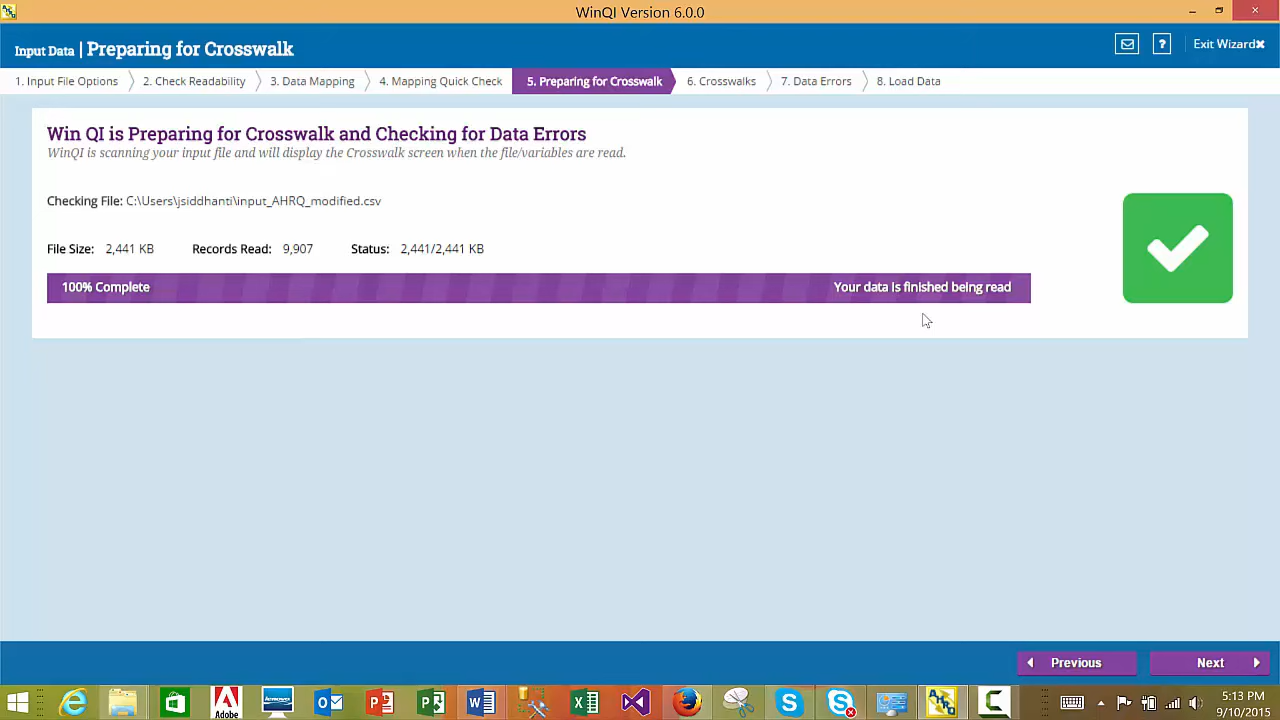 WinQI Version 6.0.0
Input Data | Preparing for Crosswalk
Exit Wizard
1. Input File Options
2. Check Readability
3. Data Mapping
4. Mapping Quick Check
5. Preparing for Crosswalk
6. Crosswalks
7. Data Errors
8. Load Data
Win QI is Preparing for Crosswalk and Checking for Data Errors
WinQI is scanning your input file and will display the Crosswalk screen when the file/variables are read.
Checking File: C:\Users\jsiddhanti\input_AHRQ_modified.csv
File Size: 2,441 KB Records Read: 9,907 Status: 2,441/2,441 KB
100% Complete Your data is finished being read
Previous Next
Adobe
5:13 PM
9/10/2015